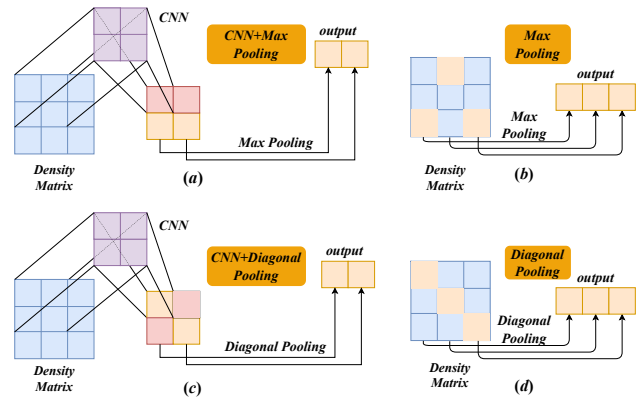 CNN
CNN+Max
Pooling
output
Max Pooling
Density
Matrix
(a)
Max
Pooling
output
Max
Pooling
Density
Matrix
(b)
CNN
CNN+Diagonal
Pooling
output
Diagonal Pooling
Density
Matrix
(c)
Diagonal
Pooling
output
Diagonal
Pooling
Density
Matrix
(d)